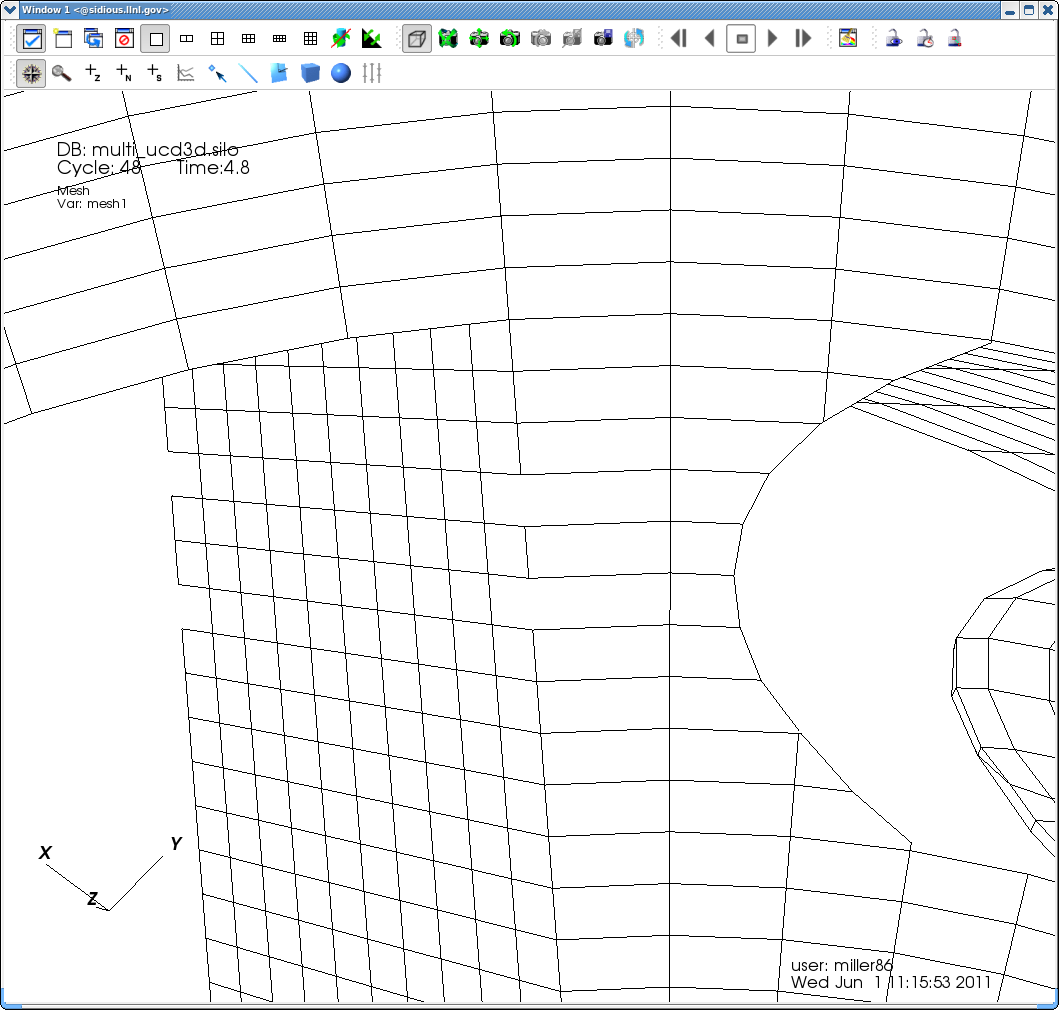 Window 1 <@sidious.llnl.gov>
Z
N
S
DB: multi_ucd3d.silo
Cycle: 48 Time:4.8
Mesh
Var: mesh1
X
Y
Z
user: miller86
Wed Jun 1 11:15:53 2011